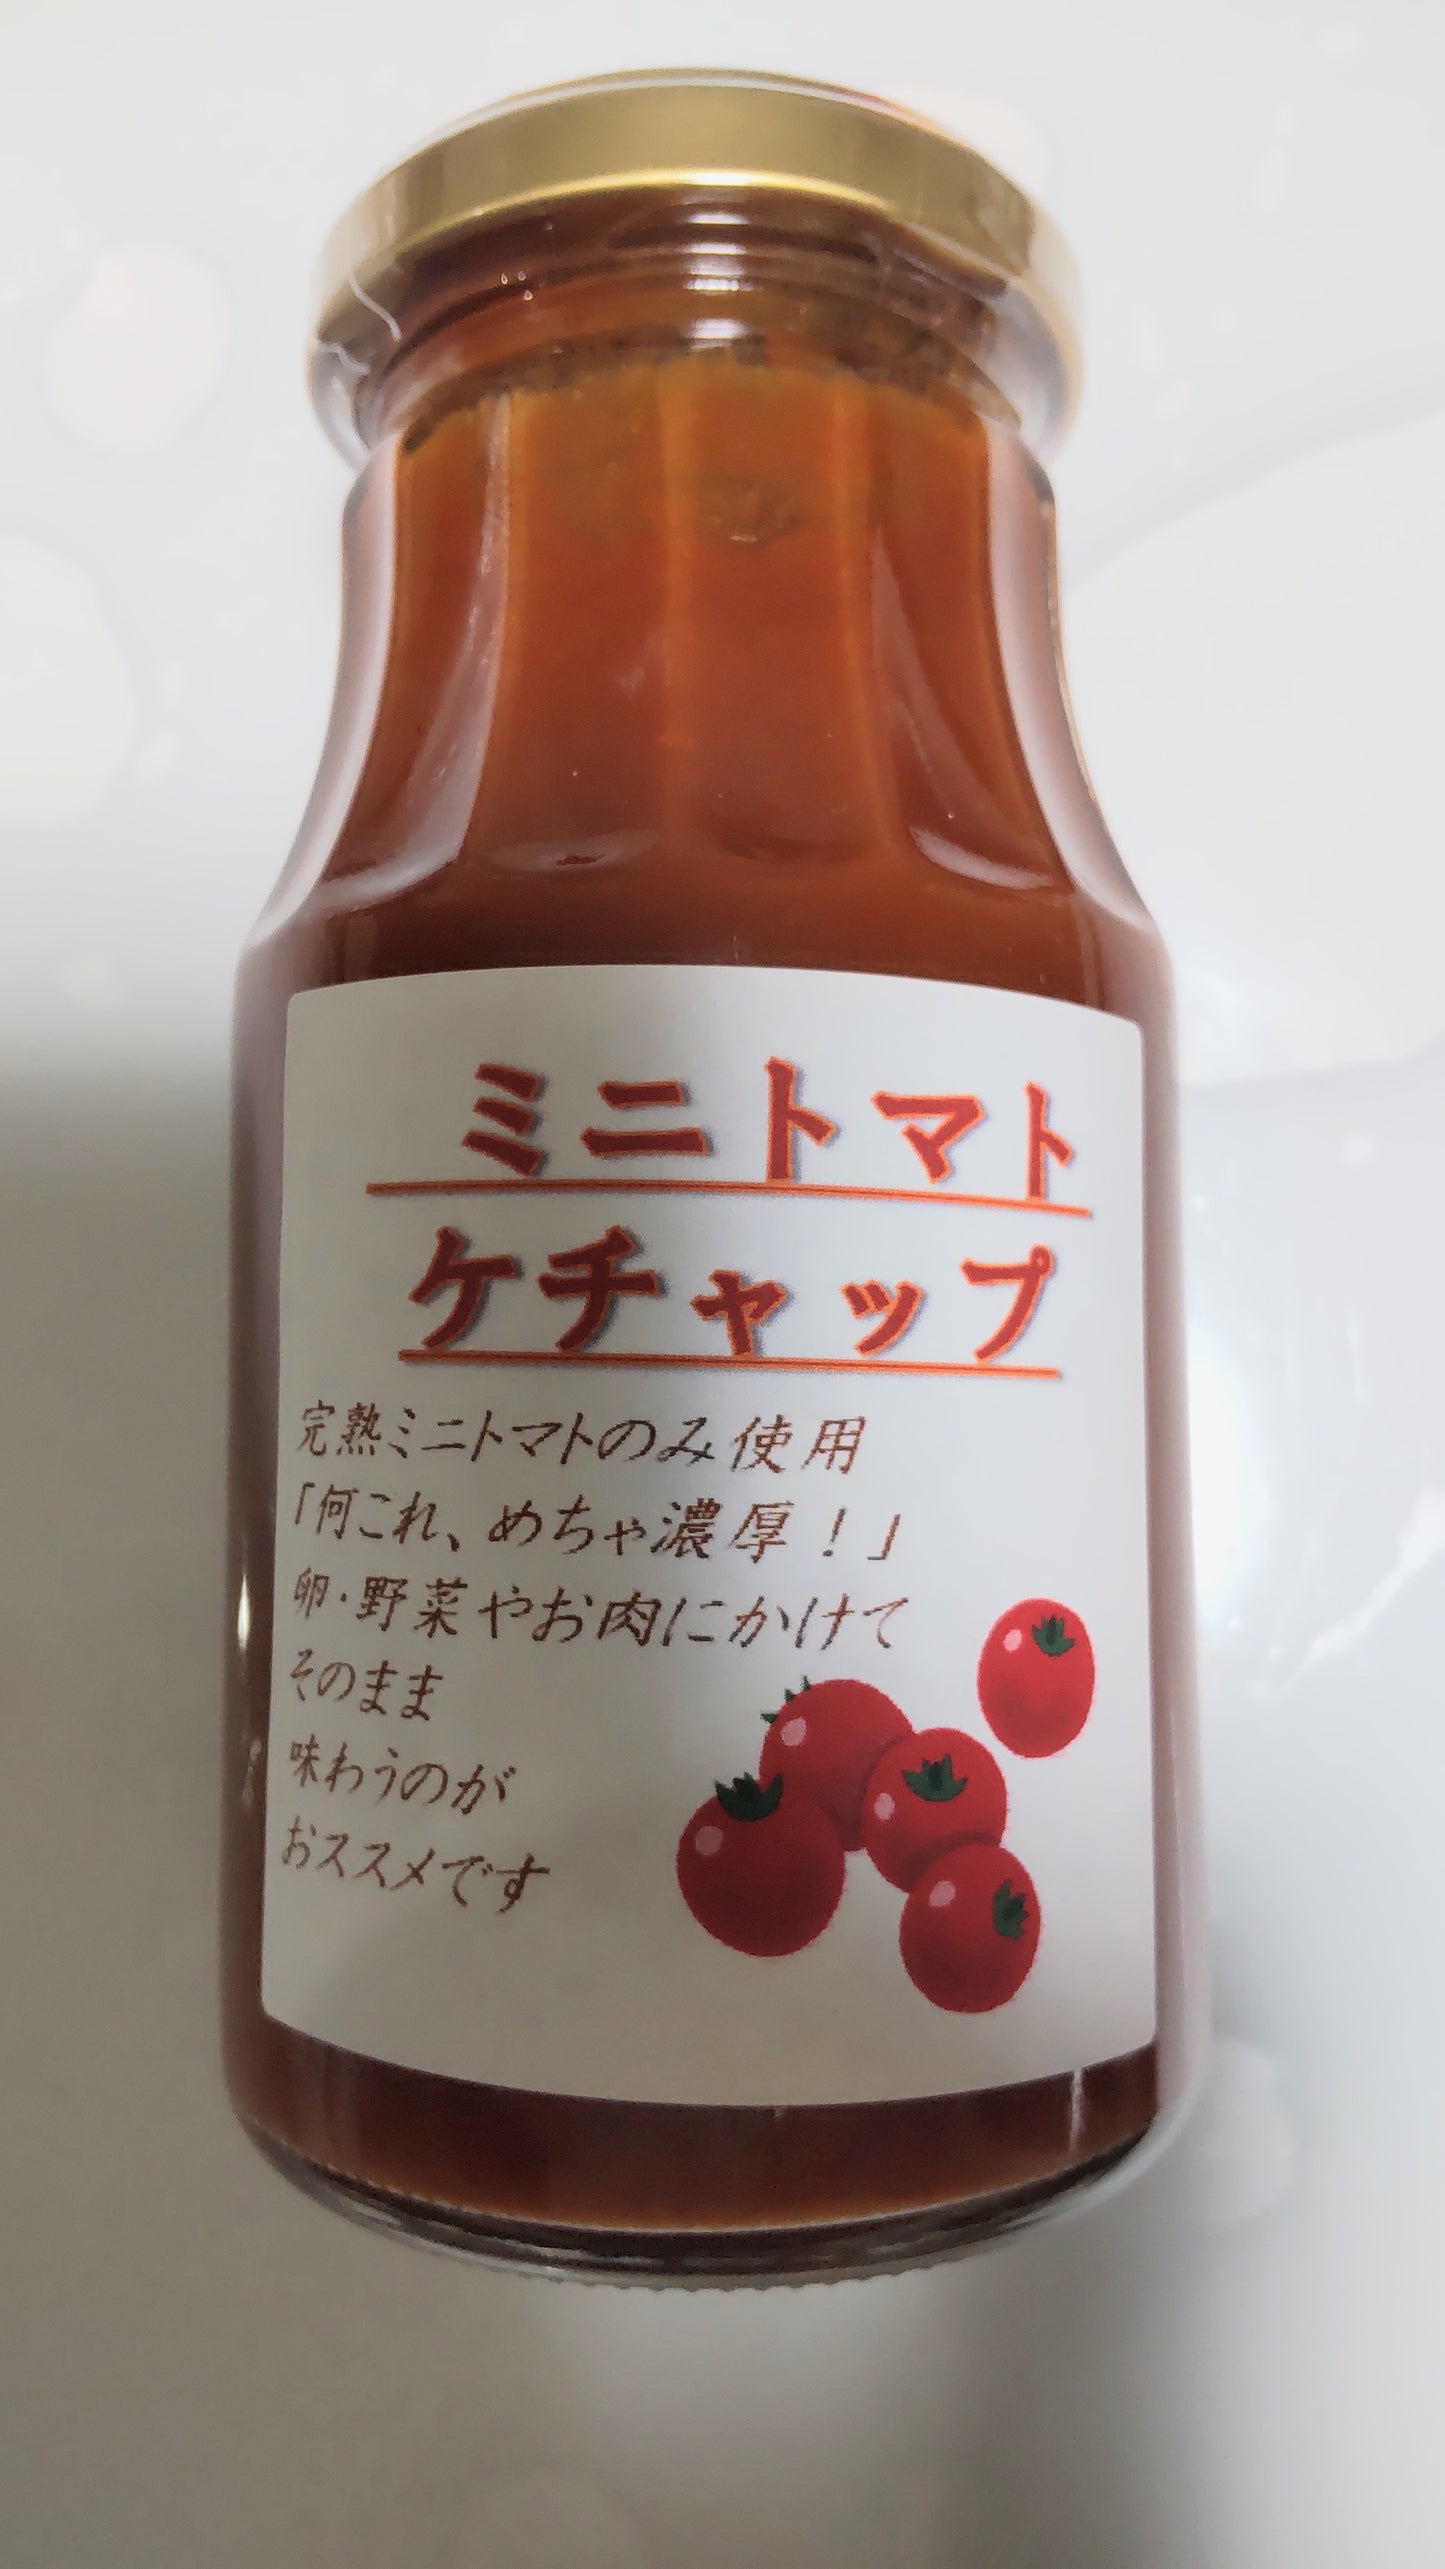 ミニトマト
ケチャップ
完熟ミニトマトのみ使用
「何これ、めちゃ濃厚！」
卵・野菜やお肉にかけて
そのまま
味わうのが
おススメです